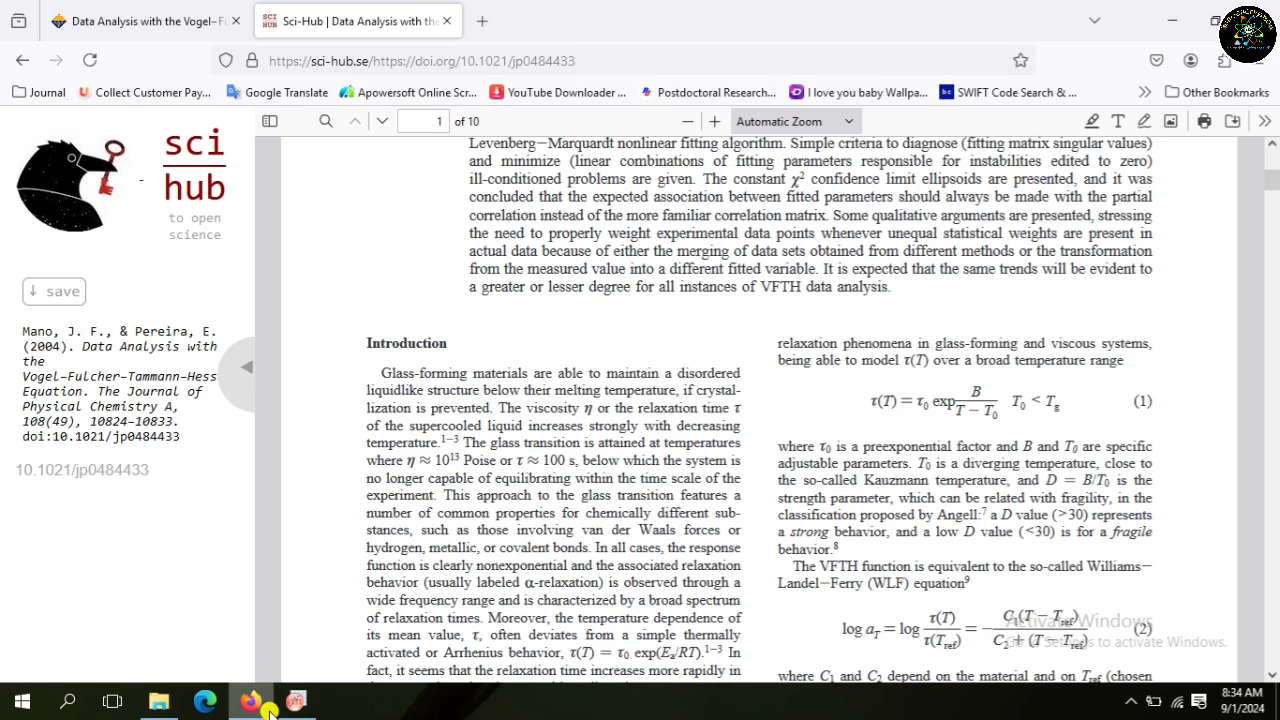 Data Analysis with the Vogel–Fu
Sci-Hub | Data Analysis with the
https://sci-hub.se/https://doi.org/10.1021/jp0484433
Journal
Collect Customer Pay...
Google Translate
Apowersoft Online Scr...
YouTube Downloader ...
Postdoctoral Research...
I love you baby Wallpa...
SWIFT Code Search & ...
Other Bookmarks
1 of 10
Automatic Zoom
sci
hub
to open
science
↓ save
Mano, J. F., & Pereira, E.
(2004). Data Analysis with
the
Vogel-Fulcher-Tammann-Hess
Equation. The Journal of
Physical Chemistry A,
108(49), 10824–10833.
doi:10.1021/jp0484433
10.1021/jp0484433
Levenberg−Marquardt nonlinear fitting algorithm. Simple criteria to diagnose (fitting matrix singular values)
and minimize (linear combinations of fitting parameters responsible for instabilities edited to zero)
ill-conditioned problems are given. The constant χ² confidence limit ellipsoids are presented, and it was
concluded that the expected association between fitted parameters should always be made with the partial
correlation instead of the more familiar correlation matrix. Some qualitative arguments are presented, stressing
the need to properly weight experimental data points whenever unequal statistical weights are present in
actual data because of either the merging of data sets obtained from different methods or the transformation
from the measured value into a different fitted variable. It is expected that the same trends will be evident to
a greater or lesser degree for all instances of VFTH data analysis.
Introduction
Glass-forming materials are able to maintain a disordered
liquidlike structure below their melting temperature, if crystal-
lization is prevented. The viscosity η or the relaxation time τ
of the supercooled liquid increases strongly with decreasing
temperature.¹⁻³ The glass transition is attained at temperatures
where η ≈ 10¹³ Poise or τ ≈ 100 s, below which the system is
no longer capable of equilibrating within the time scale of the
experiment. This approach to the glass transition features a
number of common properties for chemically different sub-
stances, such as those involving van der Waals forces or
hydrogen, metallic, or covalent bonds. In all cases, the response
function is clearly nonexponential and the associated relaxation
behavior (usually labeled α-relaxation) is observed through a
wide frequency range and is characterized by a broad spectrum
of relaxation times. Moreover, the temperature dependence of
its mean value, τ, often deviates from a simple thermally
activated or Arrhenius behavior, τ(T) = τ₀ exp(Eₐ/RT).¹⁻³ In
fact, it seems that the relaxation time increases more rapidly in
relaxation phenomena in glass-forming and viscous systems,
being able to model τ(T) over a broad temperature range
τ(T) = τ₀ exp B/(T − T₀) T₀ < T_g (1)
where τ₀ is a preexponential factor and B and T₀ are specific
adjustable parameters. T₀ is a diverging temperature, close to
the so-called Kauzmann temperature, and D = B/T₀ is the
strength parameter, which can be related with fragility, in the
classification proposed by Angell:⁷ a D value (>30) represents
a strong behavior, and a low D value (<30) is for a fragile
behavior.⁸
The VFTH function is equivalent to the so-called Williams−
Landel−Ferry (WLF) equation⁹
log a_T = log τ(T)/τ(T_ref) = − C₁(T − T_ref)/(C₂ + (T − T_ref)) (2)
where C₁ and C₂ depend on the material and on T_ref (chosen
Activate Windows
Go to Settings to activate Windows.
8:34 AM
9/1/2024